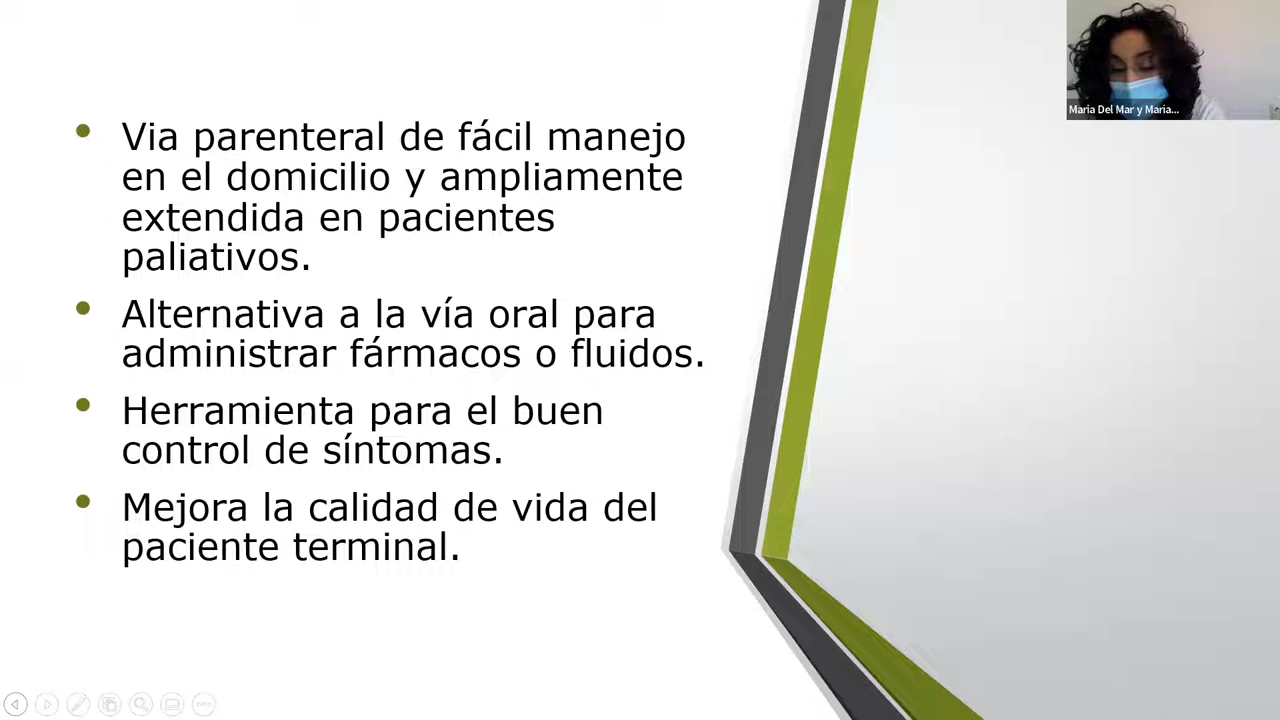 Maria Del Mar y Maria...
• Via parenteral de fácil manejo
en el domicilio y ampliamente
extendida en pacientes
paliativos.
• Alternativa a la vía oral para
administrar fármacos o fluidos.
• Herramienta para el buen
control de síntomas.
• Mejora la calidad de vida del
paciente terminal.